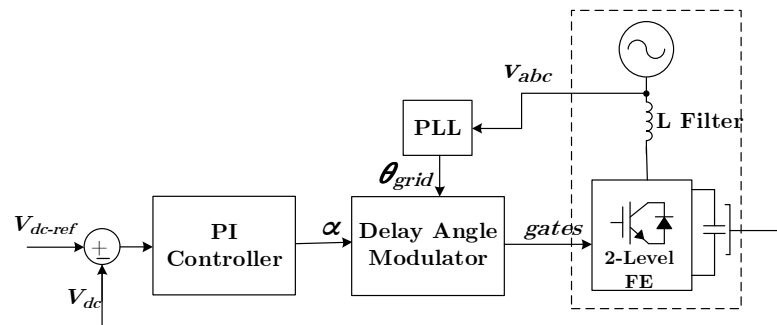 v_abc
PLL
L Filter
θ_grid
V_dc-ref
±
PI
Controller
α
Delay Angle
Modulator
gates
2-Level
FE
V_dc